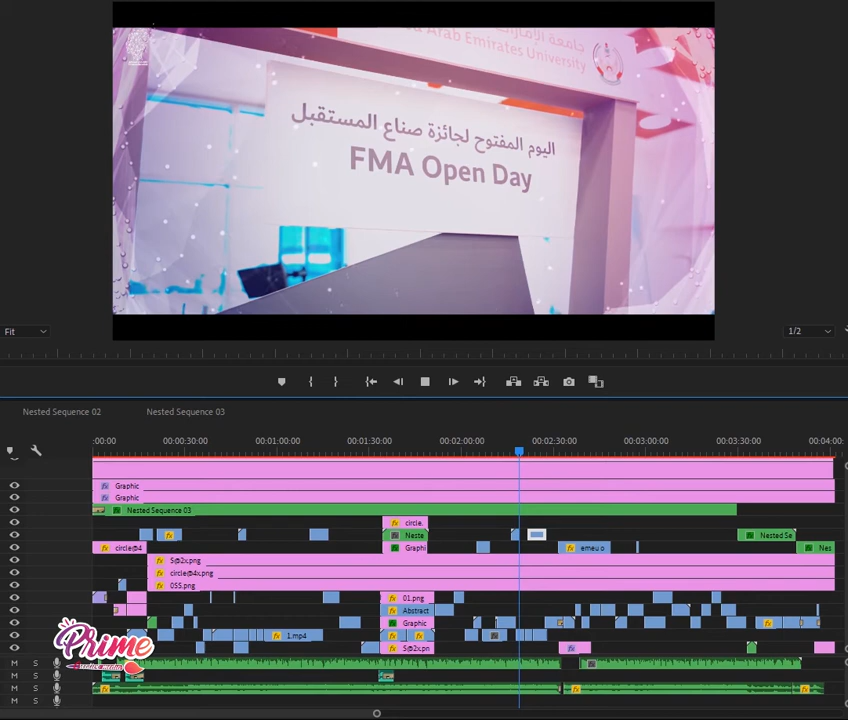 جامعة الإمارات
Arab Emirates University
اليوم المفتوح لجائزة صناع المستقبل
FMA Open Day
Fit
1/2
Nested Sequence 02
Nested Sequence 03
:00:00
00:00:30:00
00:01:00:00
00:01:30:00
00:02:00:00
00:02:30:00
00:03:00:00
00:03:30:00
00:04:00:
Graphic
Graphic
Nested Sequence 03
circle.
Neste
Nested Se
circle@4
Graphi
emeu o
Nes
S@2x.png
circle@4x.png
0S5.png
01.png
Abstract
Graphic
1.mp4
S@2x.pn
Prime
M S
M S
M S
M S